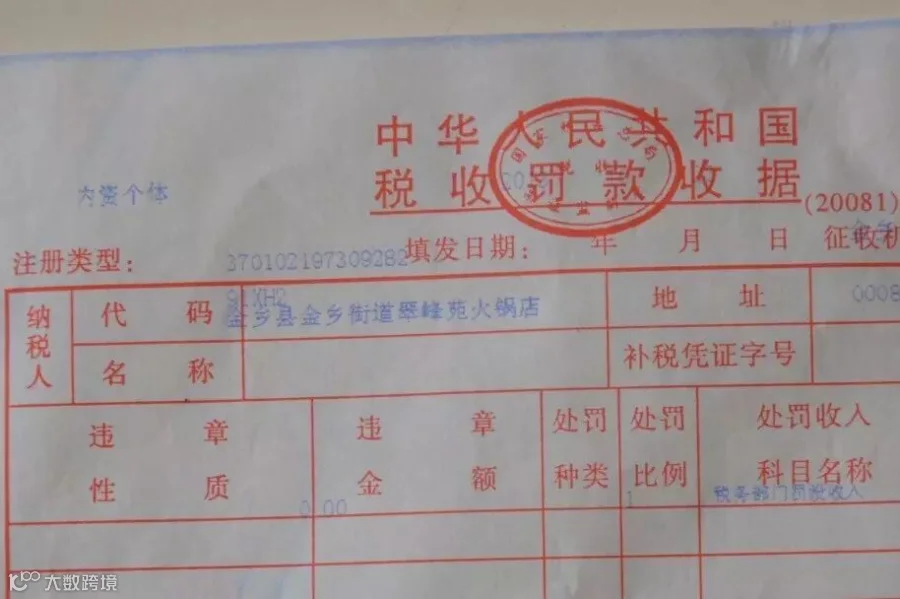 中华人民共和国
税收罚款收据
(20081)
内资个体
注册类型：
370102197309282
填发日期： 年 月 日 征收机
纳税人
代码
91XH2
金乡县金乡街道翠峰苑火锅店
地址
0008
名称
补税凭证字号
违章性质
违章金额
处罚种类
处罚比例
处罚收入科目名称
0.00
1
税务部门罚没收入
大数跨境